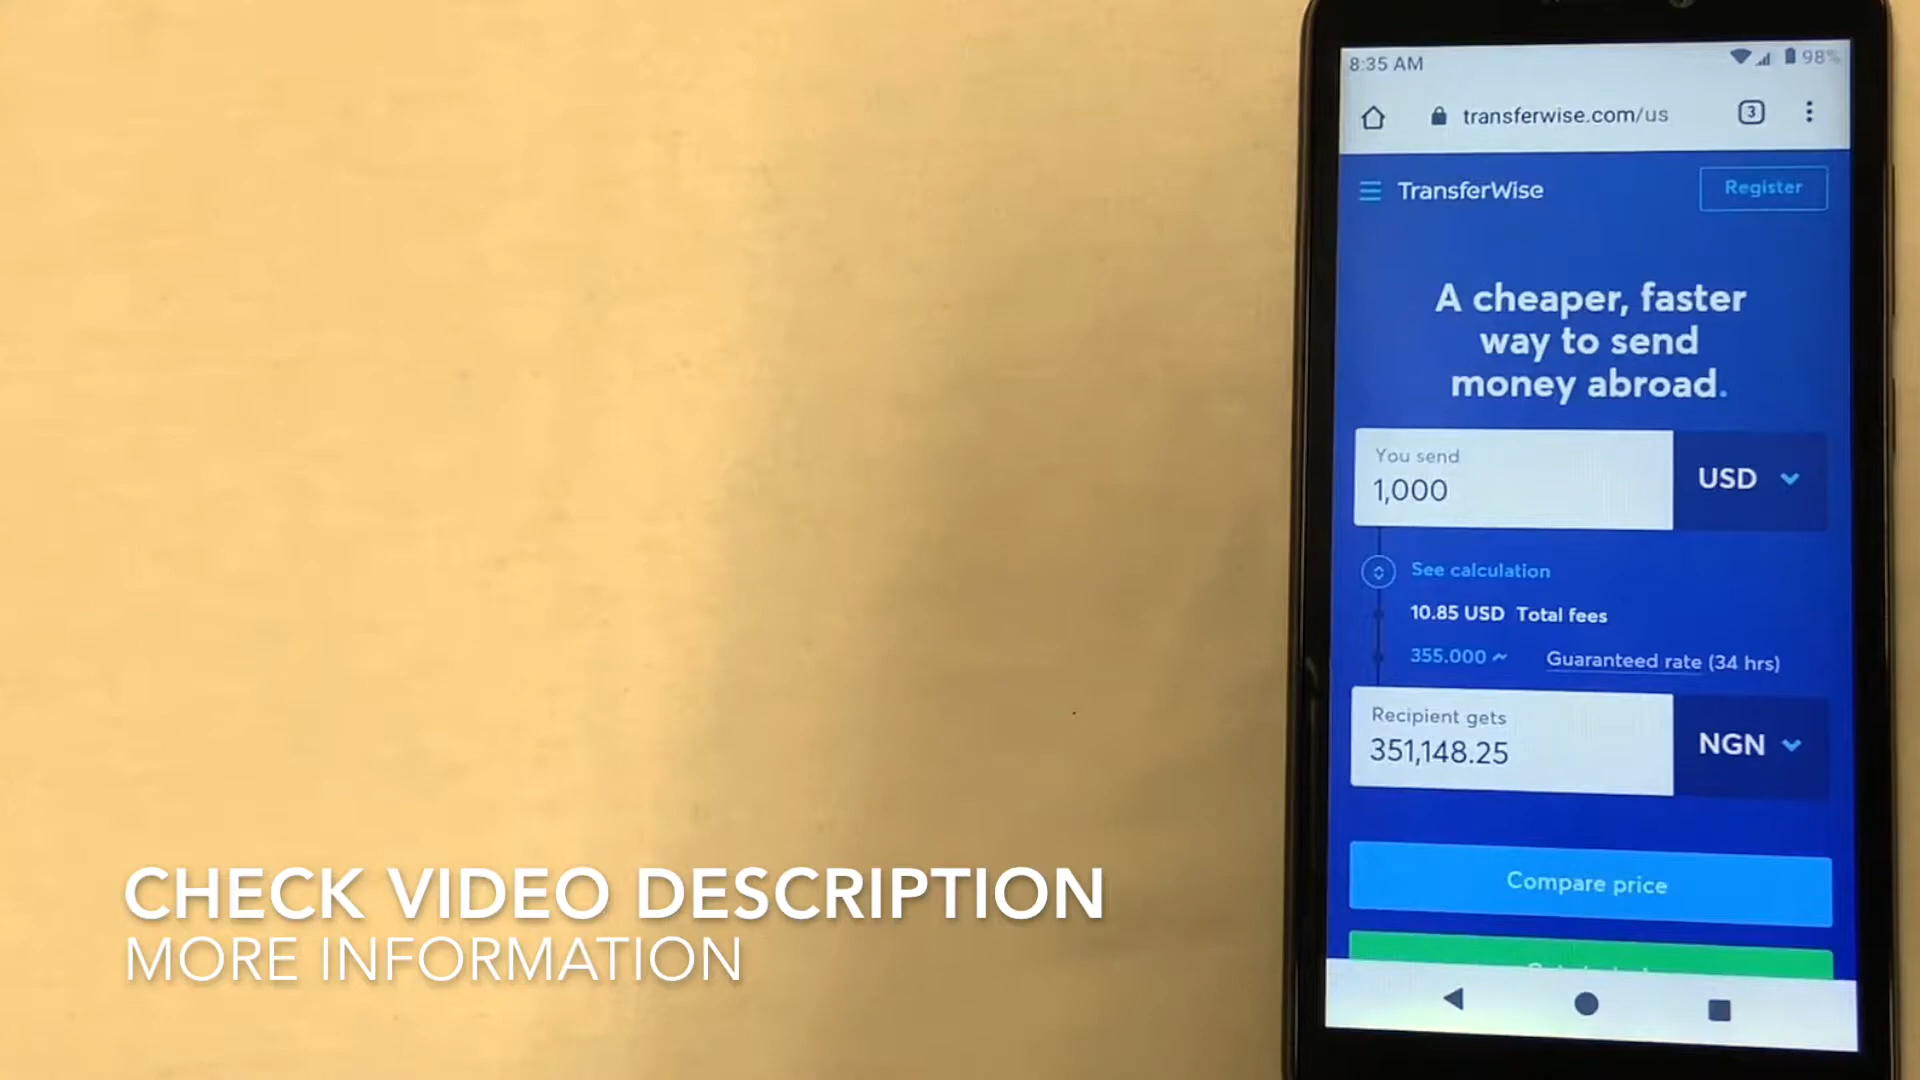 8:35 AM
98%
transferwise.com/us
3
TransferWise
Register
A cheaper, faster
way to send
money abroad.
You send
1,000
USD
See calculation
10.85 USD Total fees
355.000 Guaranteed rate (34 hrs)
Recipient gets
351,148.25
NGN
Compare price
CHECK VIDEO DESCRIPTION
MORE INFORMATION